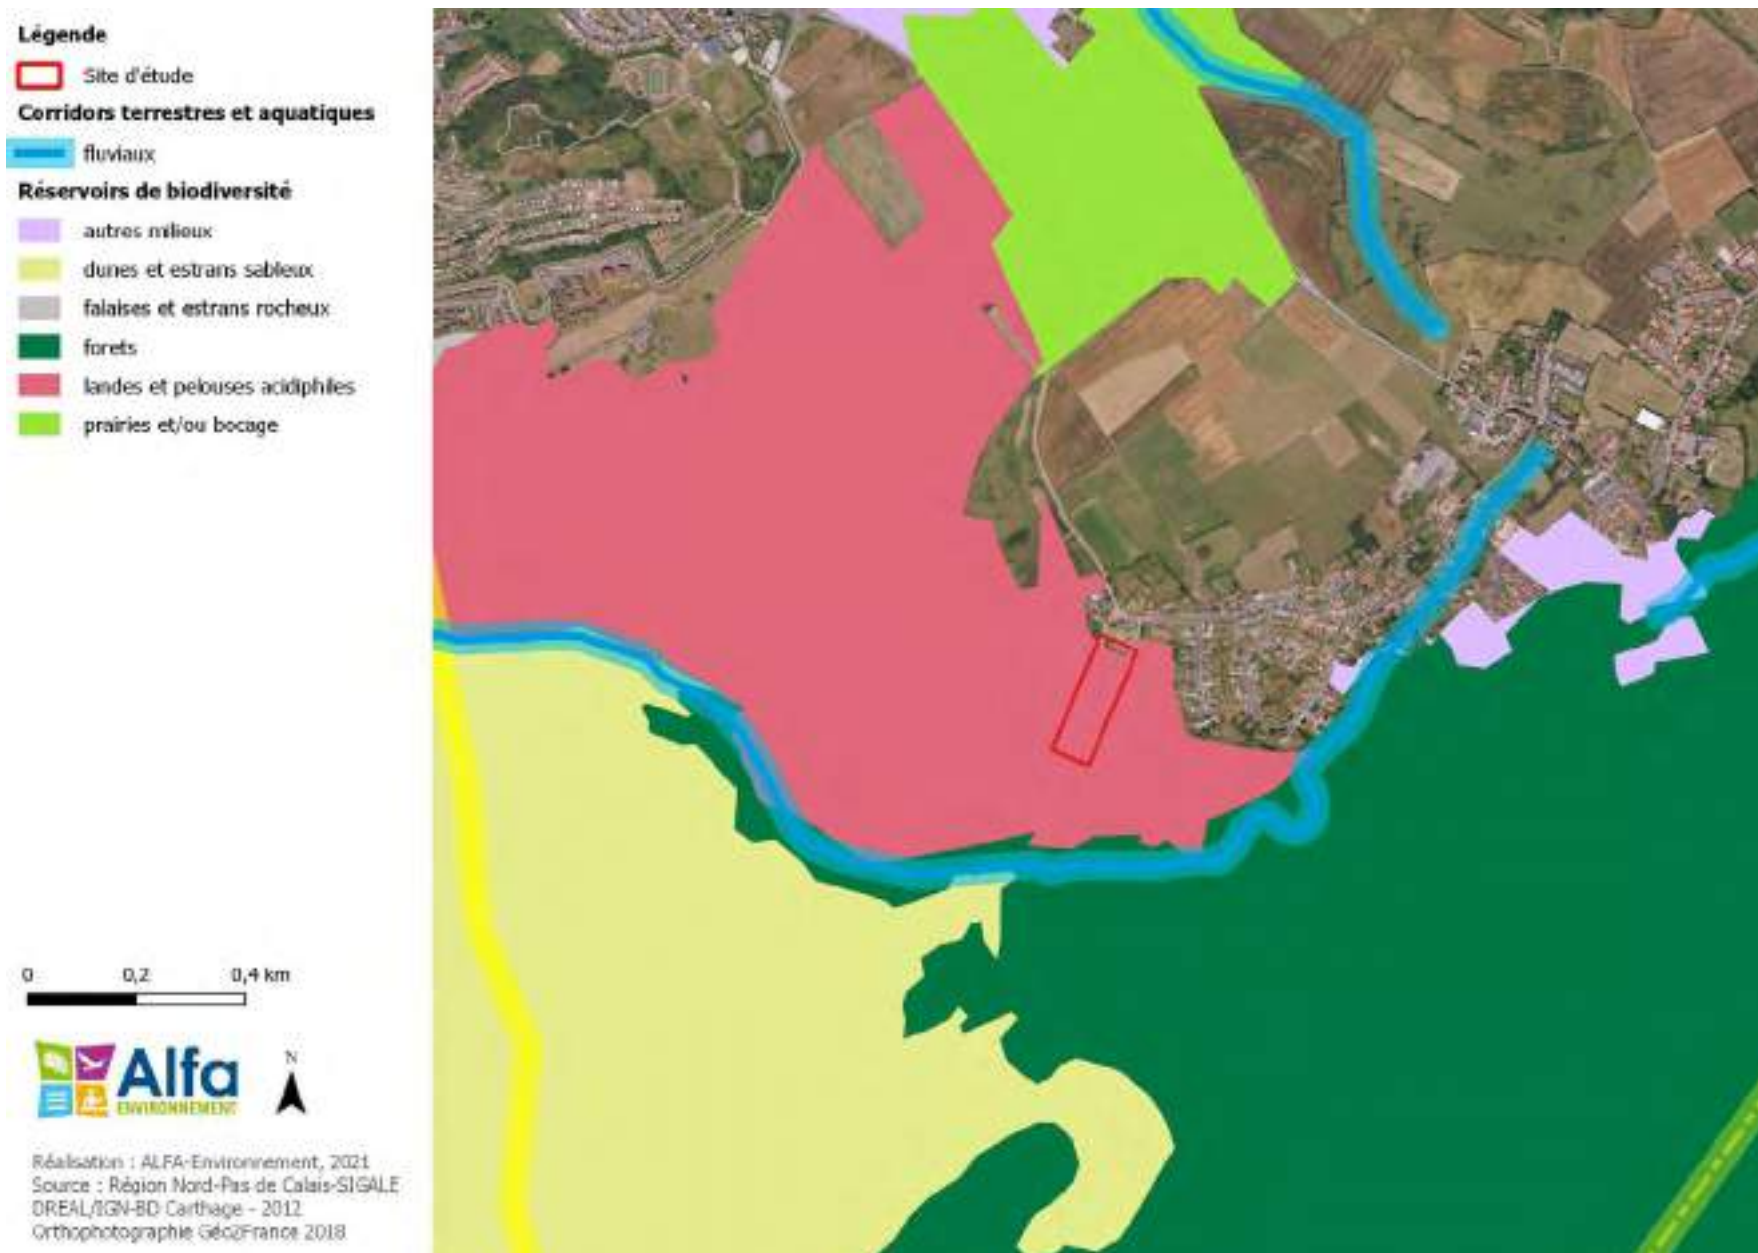 Légende
Site d'étude
Corridors terrestres et aquatiques
fluviaux
Réservoirs de biodiversité
autres milieux
dunes et estrans sableux
falaises et estrans rocheux
forets
landes et pelouses acidiphiles
prairies et/ou bocage
0 0,2 0,4 km
Alfa
ENVIRONNEMENT
N
Réalisation : ALFA-Environnement, 2021
Source : Région Nord-Pas de Calais-SIGALE
DREAL/IGN-BD Carthage - 2012
Orthophotographie Géo2France 2018